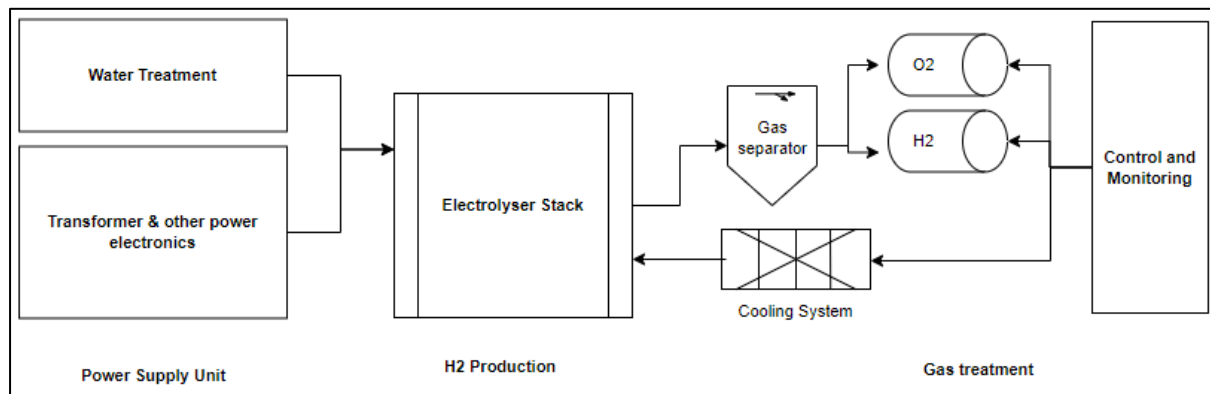 Water Treatment
Transformer & other power
electronics
Electrolyser Stack
Gas
separator
O2
H2
Control and
Monitoring
Cooling System
Power Supply Unit
H2 Production
Gas treatment